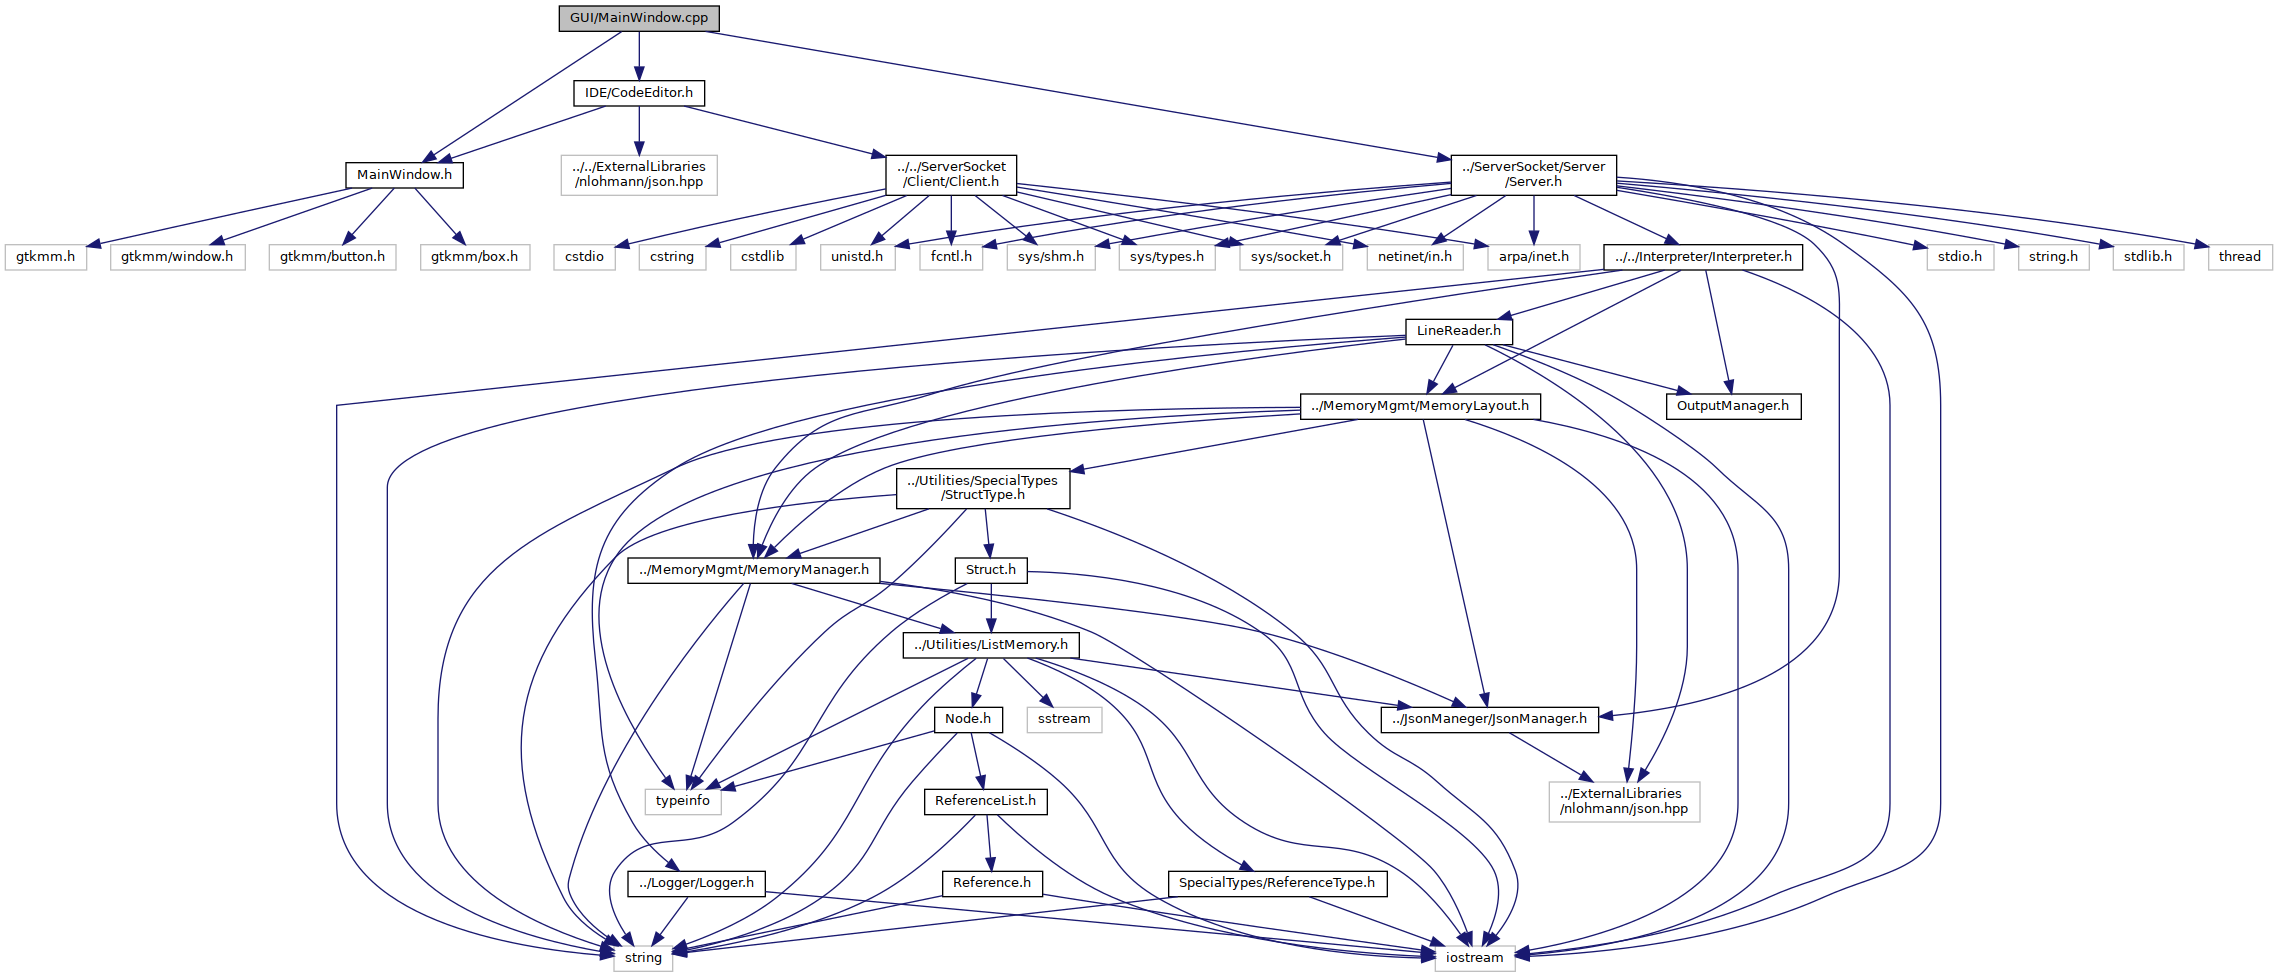 GUI/MainWindow.cpp
IDE/CodeEditor.h
MainWindow.h
../../ExternalLibraries
/nlohmann/json.hpp
../../ServerSocket
/Client/Client.h
../ServerSocket/Server
/Server.h
gtkmm.h
gtkmm/window.h
gtkmm/button.h
gtkmm/box.h
cstdio
cstring
cstdlib
unistd.h
fcntl.h
sys/shm.h
sys/types.h
sys/socket.h
netinet/in.h
arpa/inet.h
../../Interpreter/Interpreter.h
stdio.h
string.h
stdlib.h
thread
LineReader.h
../MemoryMgmt/MemoryLayout.h
OutputManager.h
../Utilities/SpecialTypes
/StructType.h
../MemoryMgmt/MemoryManager.h
Struct.h
../Utilities/ListMemory.h
Node.h
sstream
../JsonManeger/JsonManager.h
typeinfo
ReferenceList.h
../ExternalLibraries
/nlohmann/json.hpp
../Logger/Logger.h
Reference.h
SpecialTypes/ReferenceType.h
string
iostream